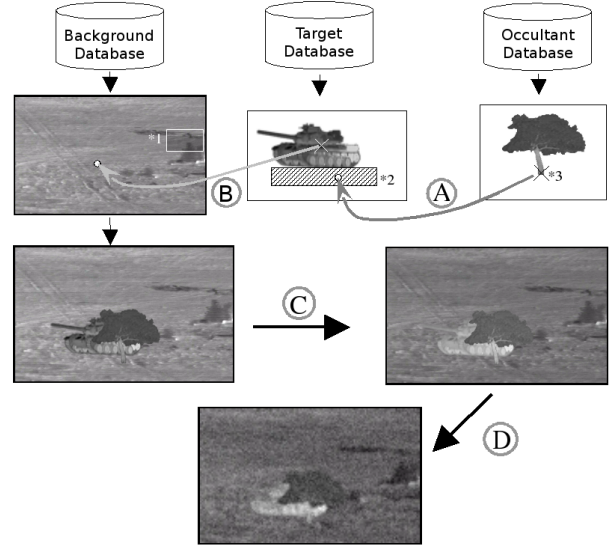 Background
Database
Target
Database
Occultant
Database
*1
B
*2
A
*3
C
D